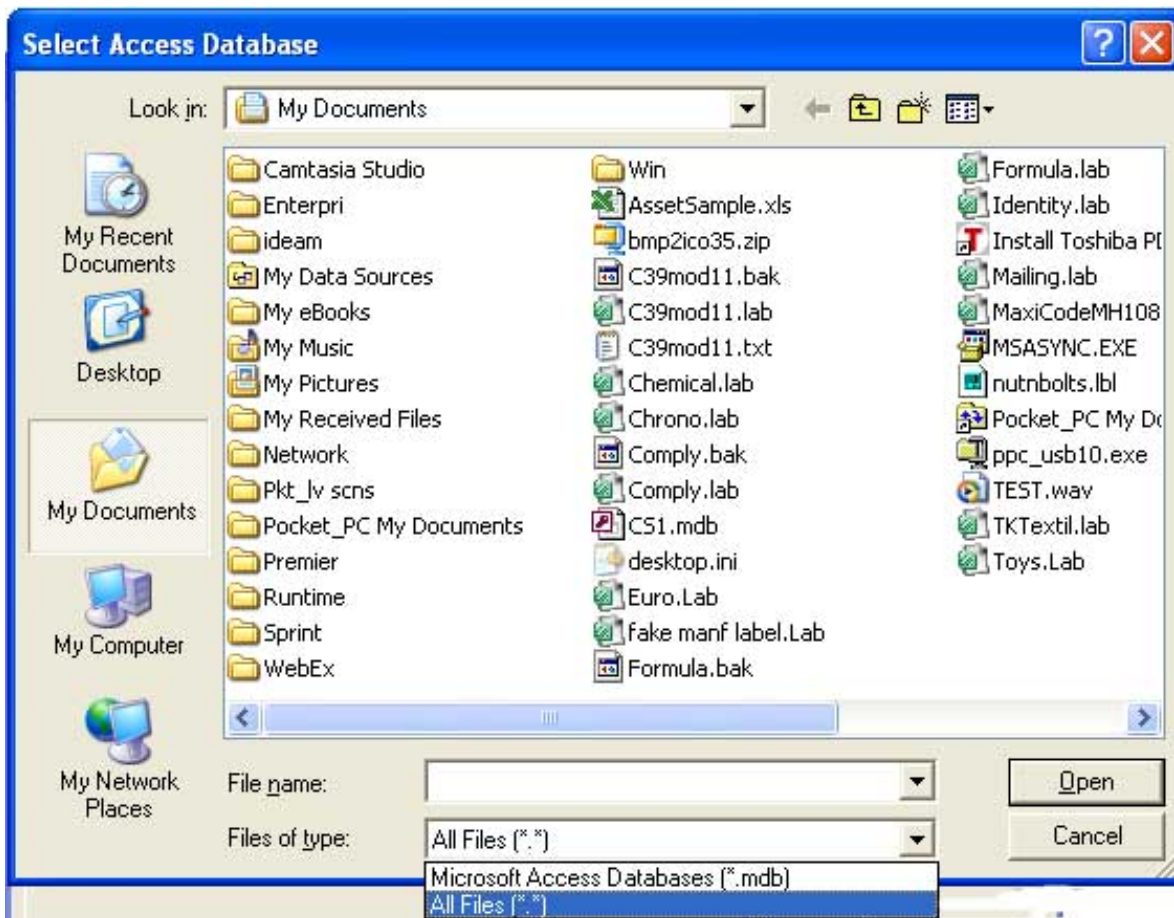 Select Access Database
Look in:
My Documents
My Recent
Documents
Desktop
My Documents
My Computer
My Network
Places
Camtasia Studio
Enterpri
ideam
My Data Sources
My eBooks
My Music
My Pictures
My Received Files
Network
Pkt_lv scns
Pocket_PC My Documents
Premier
Runtime
Sprint
WebEx
Win
AssetSample.xls
bmp2ico35.zip
C39mod11.bak
C39mod11.lab
C39mod11.txt
Chemical.lab
Chrono.lab
Comply.bak
Comply.lab
CS1.mdb
desktop.ini
Euro.Lab
fake manf label.Lab
Formula.bak
Formula.lab
Identity.lab
Install Toshiba
Mailing.lab
MaxiCodeMH108
MSASYNC.EXE
nutnbolts.lbl
Pocket_PC My
ppc_usb10.exe
TEST.wav
TKTextil.lab
Toys.Lab
File name:
Open
Files of type:
All Files (*.*)
Cancel
Microsoft Access Databases (*.mdb)
All Files (*.*)